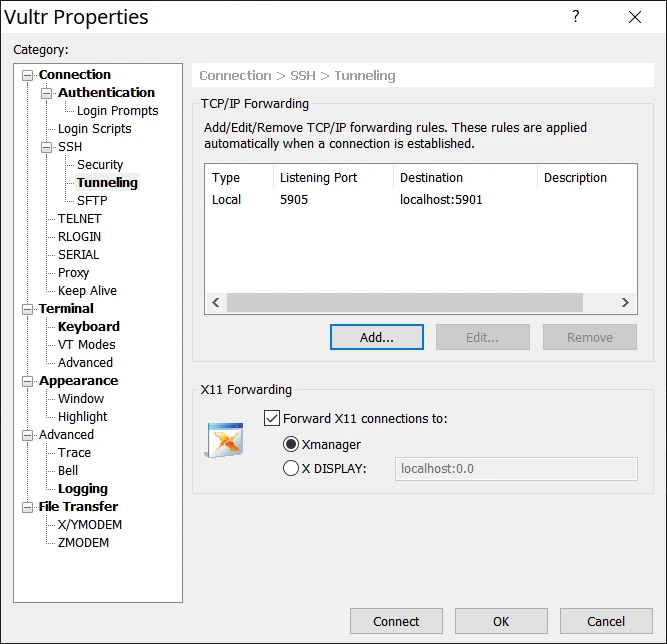 Vultr Properties
?
Category:
Connection
Authentication
Login Prompts
Login Scripts
SSH
Security
Tunneling
SFTP
TELNET
RLOGIN
SERIAL
Proxy
Keep Alive
Terminal
Keyboard
VT Modes
Advanced
Appearance
Window
Highlight
Advanced
Trace
Bell
Logging
File Transfer
X/YMODEM
ZMODEM
Connection > SSH > Tunneling
TCP/IP Forwarding
Add/Edit/Remove TCP/IP forwarding rules. These rules are applied
automatically when a connection is established.
Type Listening Port Destination Description
Local 5905 localhost:5901
Add... Edit... Remove
X11 Forwarding
Forward X11 connections to:
Xmanager
X DISPLAY: localhost:0.0
Connect OK Cancel